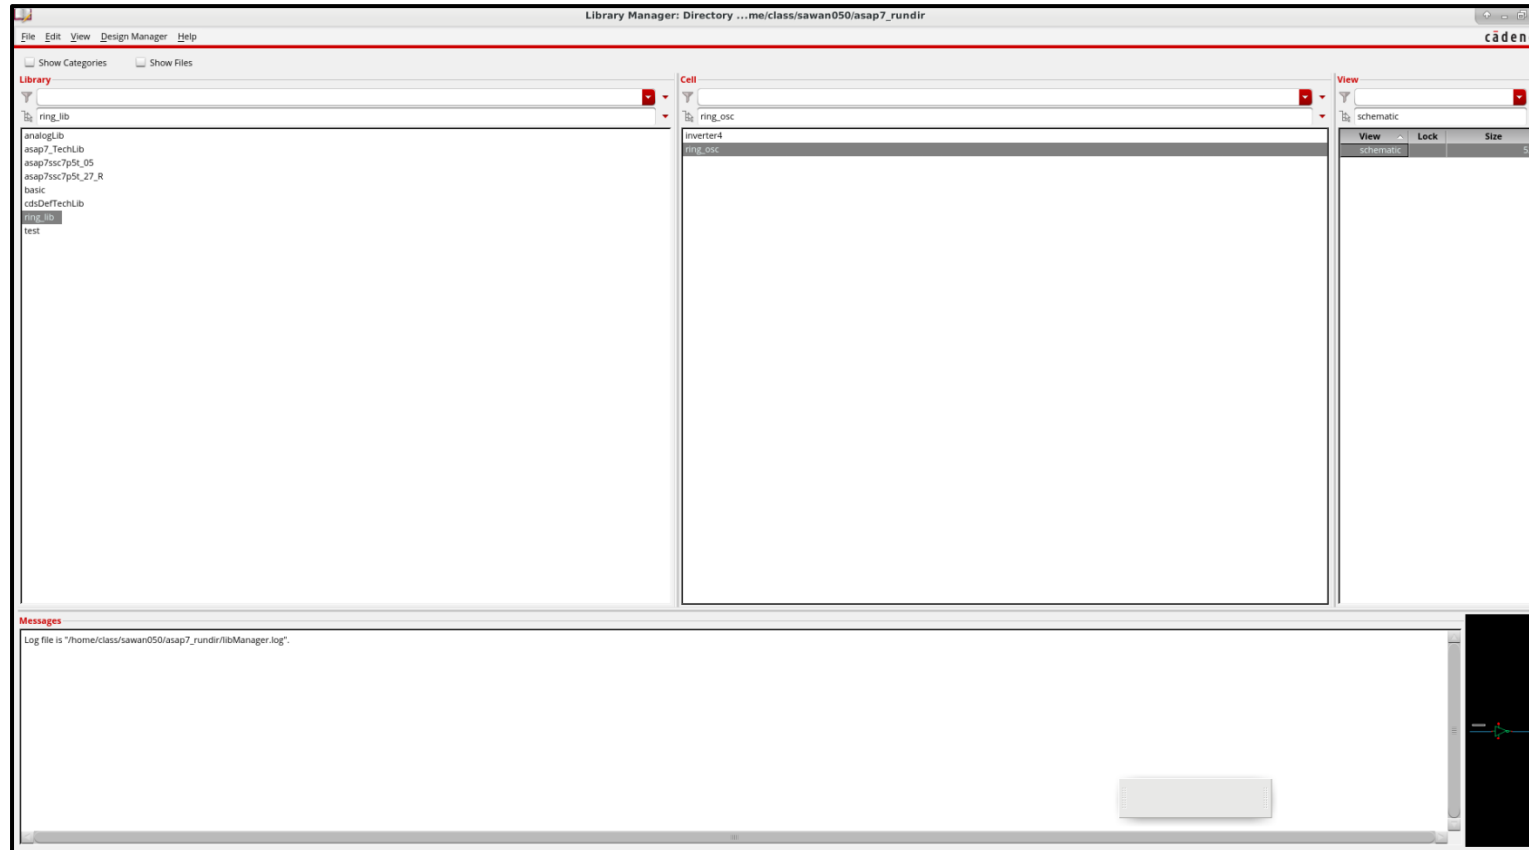 Library Manager: Directory ...me/class/sawan050/asap7_rundir
File Edit View Design Manager Help
cāden
Show Categories Show Files
Library
ring_lib
analogLib
asap7_TechLib
asap7ssc7p5t_05
asap7ssc7p5t_27_R
basic
cdsDefTechLib
ring_lib
test
Cell
ring_osc
inverter4
ring_osc
View
schematic
View Lock Size
schematic 5
Messages
Log file is "/home/class/sawan050/asap7_rundir/libManager.log".